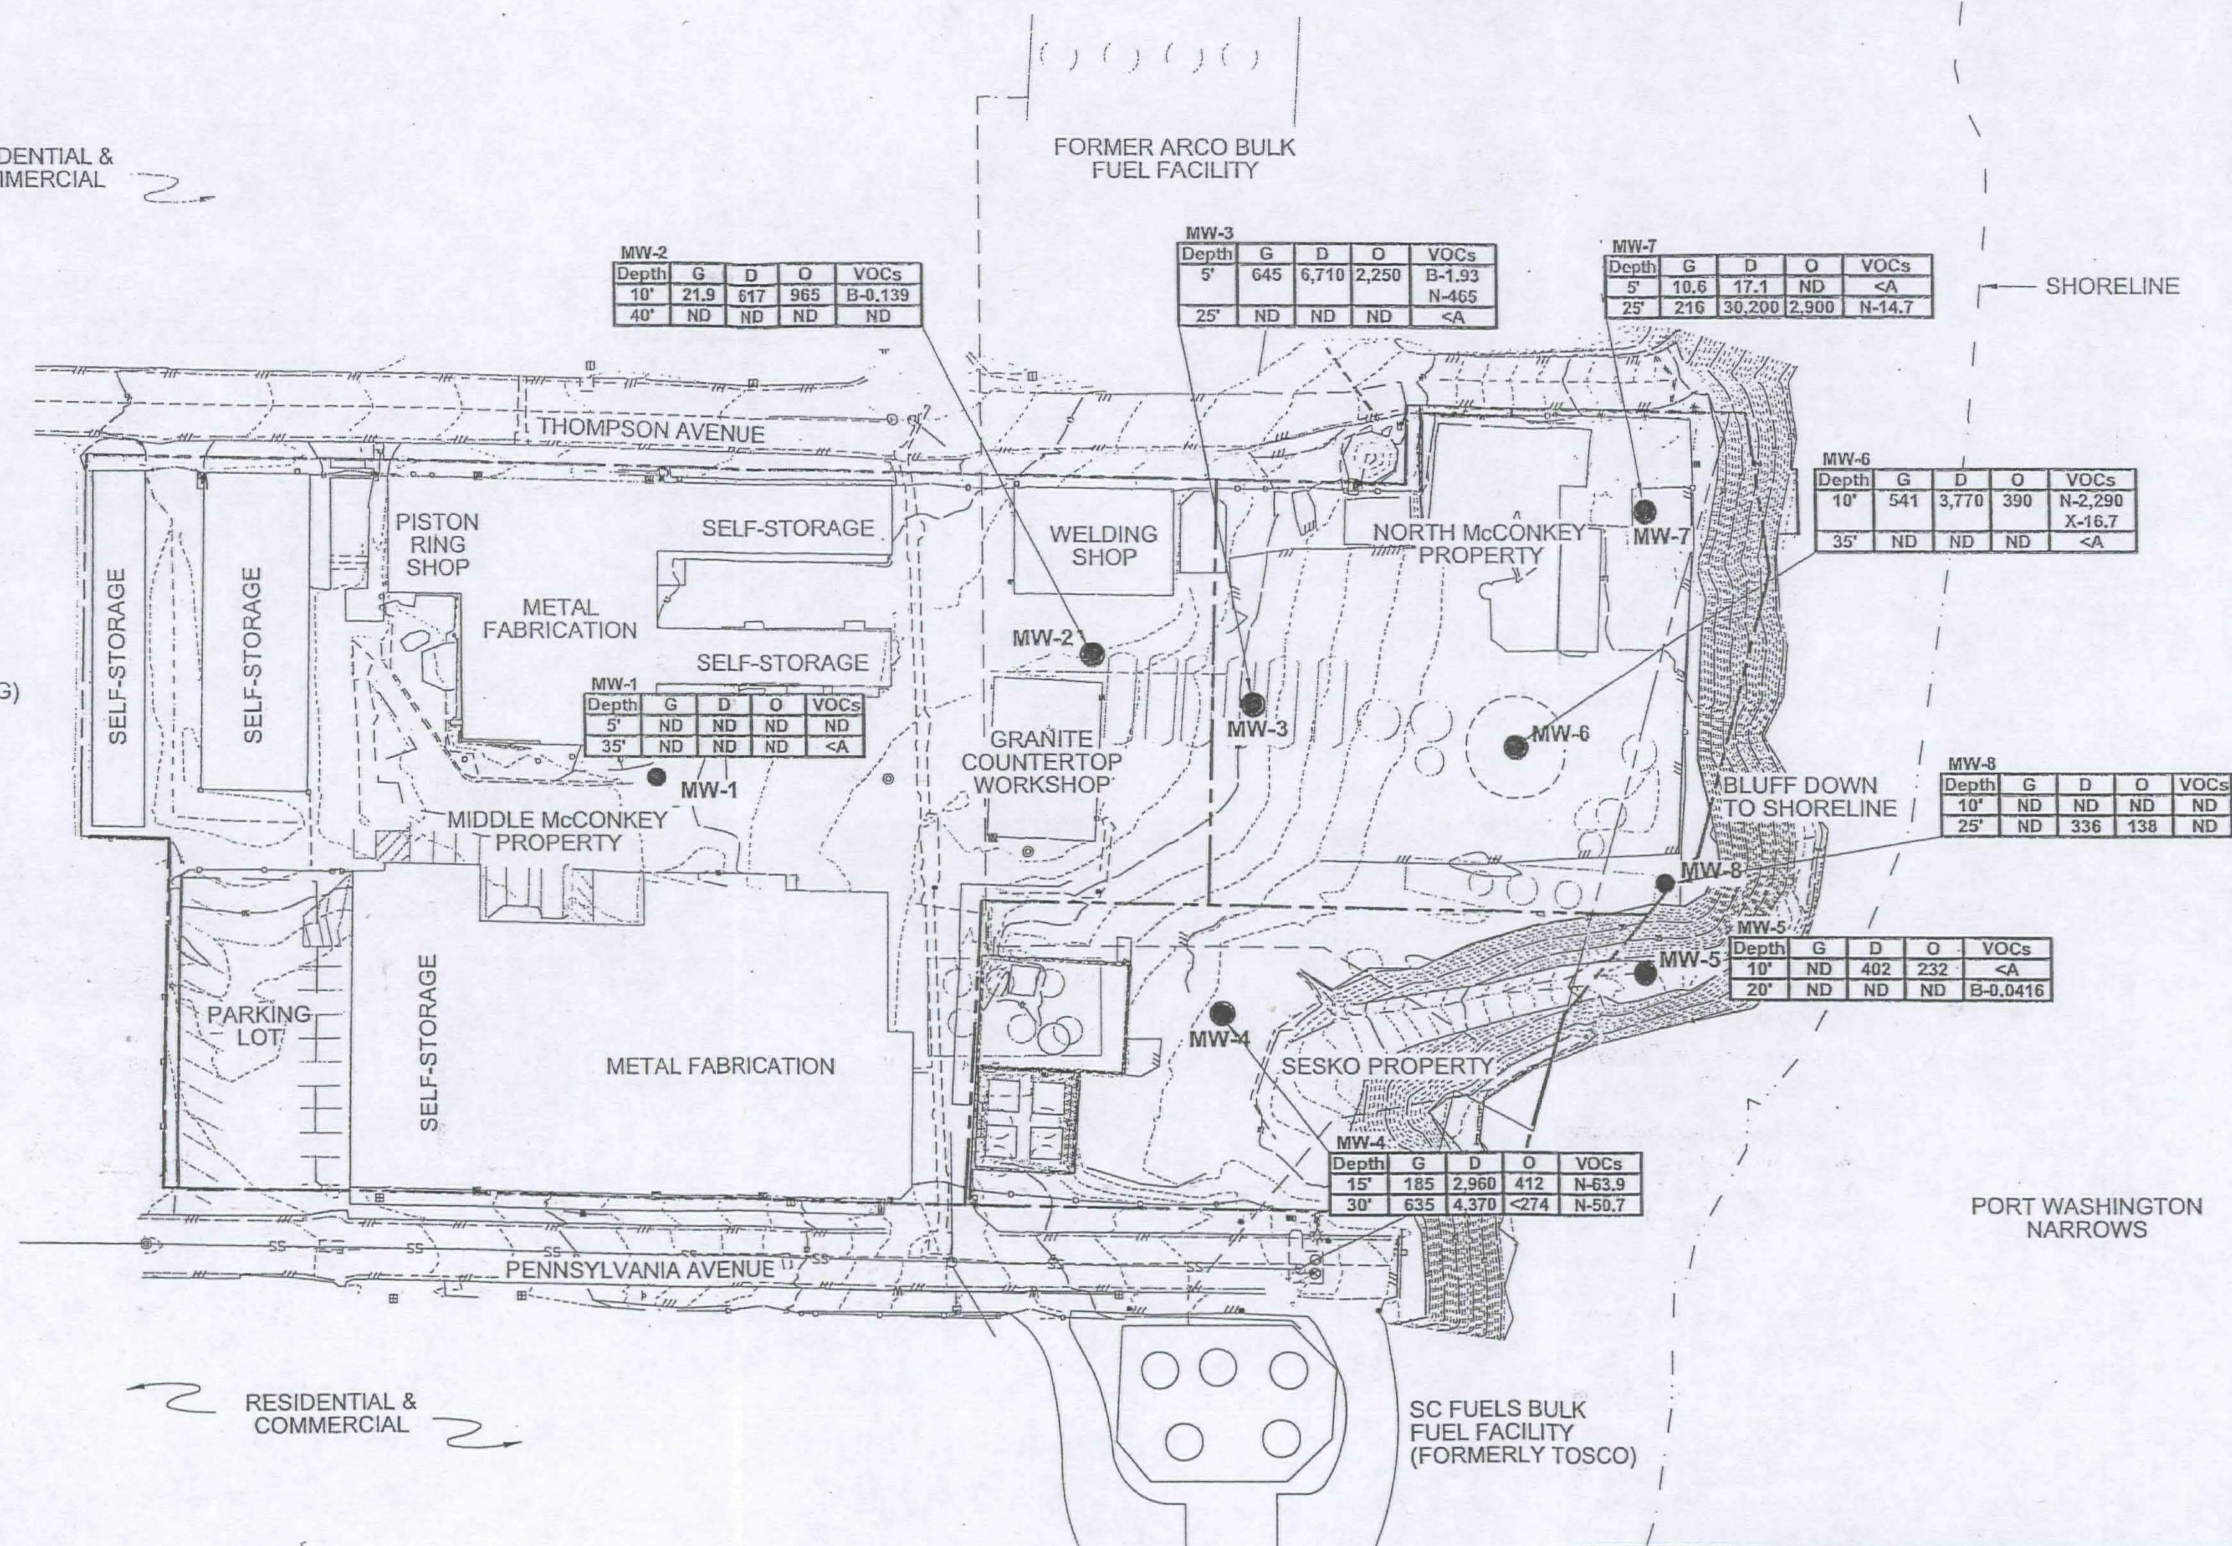 DENTIAL &
MMERCIAL
FORMER ARCO BULK
FUEL FACILITY
MW-2
Depth G D O VOCs
10' 21.9 617 965 B-0.139
40' ND ND ND ND
MW-3
Depth G D O VOCs
5' 645 6,710 2,250 B-1.93
N-465
25' ND ND ND <A
MW-7
Depth G D O VOCs
5' 10.6 17.1 ND <A
25' 216 30,200 2,900 N-14.7
SHORELINE
THOMPSON AVENUE
MW-6
Depth G D O VOCs
10' 541 3,770 390 N-2,290
X-16.7
35' ND ND ND <A
PISTON
RING
SHOP
SELF-STORAGE
WELDING
SHOP
NORTH McCONKEY
PROPERTY
MW-7
SELF-STORAGE
SELF-STORAGE
METAL
FABRICATION
MW-2
SELF-STORAGE
G)
MW-1
Depth G D O VOCs
5' ND ND ND ND
35' ND ND ND <A
MW-3
MW-6
GRANITE
COUNTERTOP
WORKSHOP
MW-1
MIDDLE McCONKEY
PROPERTY
BLUFF DOWN
TO SHORELINE
MW-8
Depth G D O VOCs
10' ND ND ND ND
25' ND 336 138 ND
MW-8
MW-5
Depth G D O VOCs
10' ND 402 232 <A
20' ND ND ND B-0.0416
MW-5
PARKING
LOT
SELF-STORAGE
METAL FABRICATION
MW-4
SESKO PROPERTY
MW-4
Depth G D O VOCs
15' 185 2,960 412 N-63.9
30' 635 4,370 <274 N-50.7
PORT WASHINGTON
NARROWS
SS SS SS SS SS SS SS
PENNSYLVANIA AVENUE
RESIDENTIAL &
COMMERCIAL
SC FUELS BULK
FUEL FACILITY
(FORMERLY TOSCO)